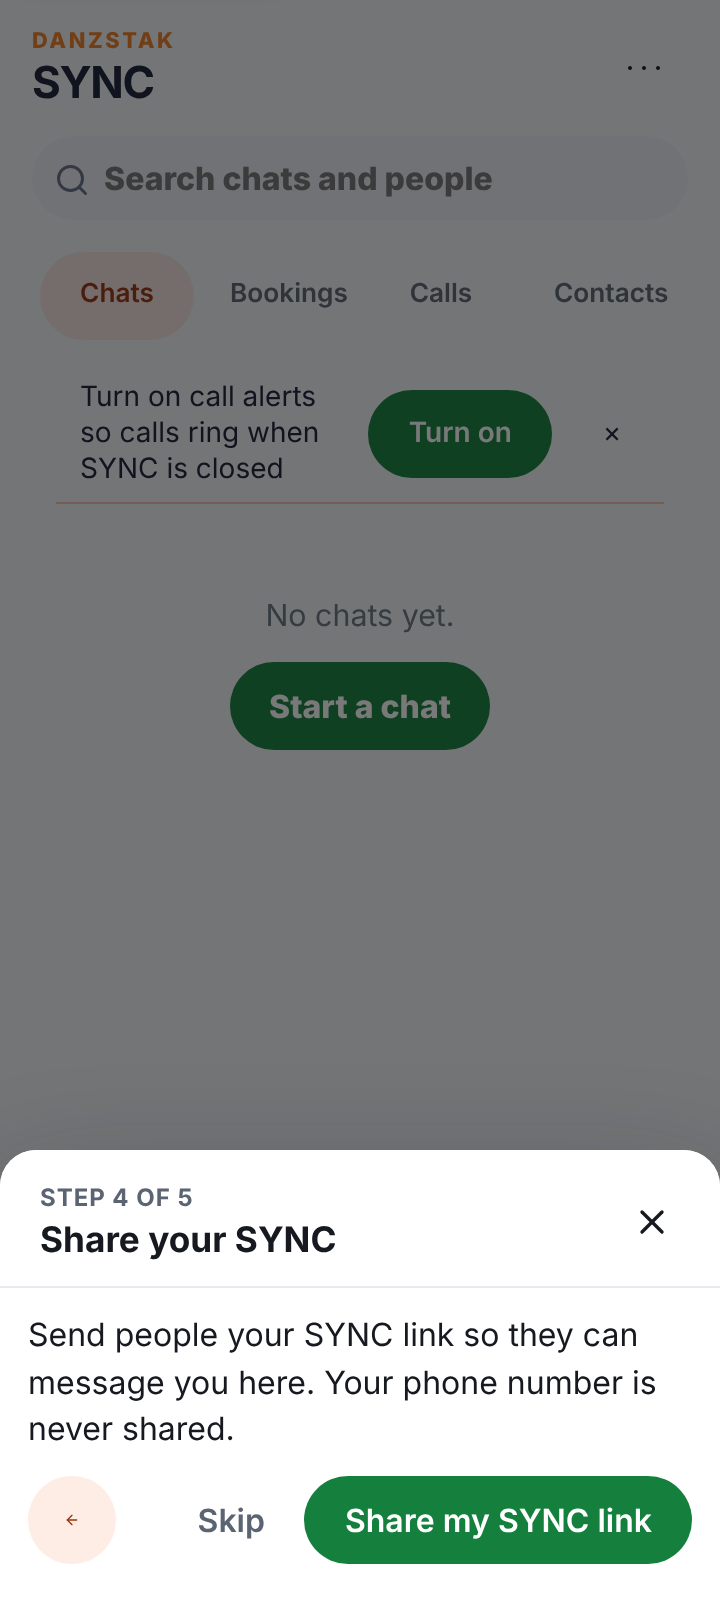 DANZSTAK
SYNC
...
Search chats and people
Chats
Bookings
Calls
Contacts
Turn on call alerts
so calls ring when
SYNC is closed
Turn on
×
No chats yet.
Start a chat
STEP 4 OF 5
Share your SYNC
Send people your SYNC link so they can
message you here. Your phone number is
never shared.
←
Skip
Share my SYNC link